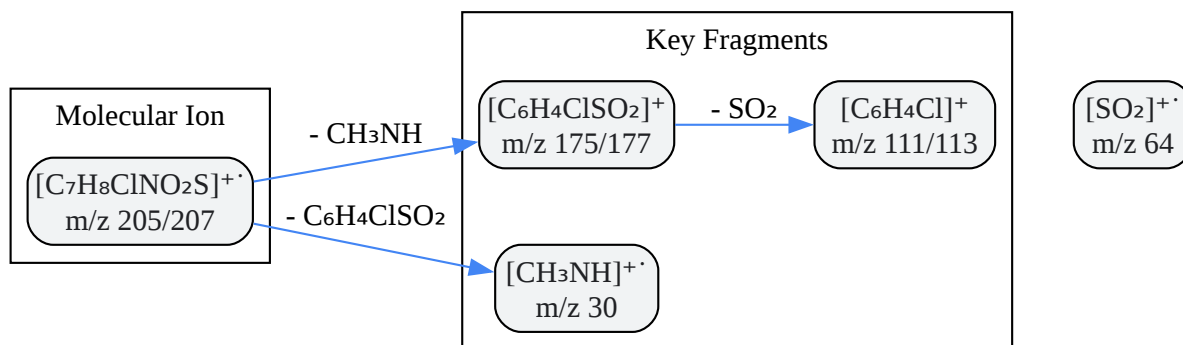 Molecular Ion
[C₇H₈ClNO₂S]⁺˙
m/z 205/207
- CH₃NH
- C₆H₄ClSO₂
Key Fragments
[C₆H₄ClSO₂]⁺
m/z 175/177
- SO₂
[C₆H₄Cl]⁺
m/z 111/113
[CH₃NH]⁺˙
m/z 30
[SO₂]⁺˙
m/z 64